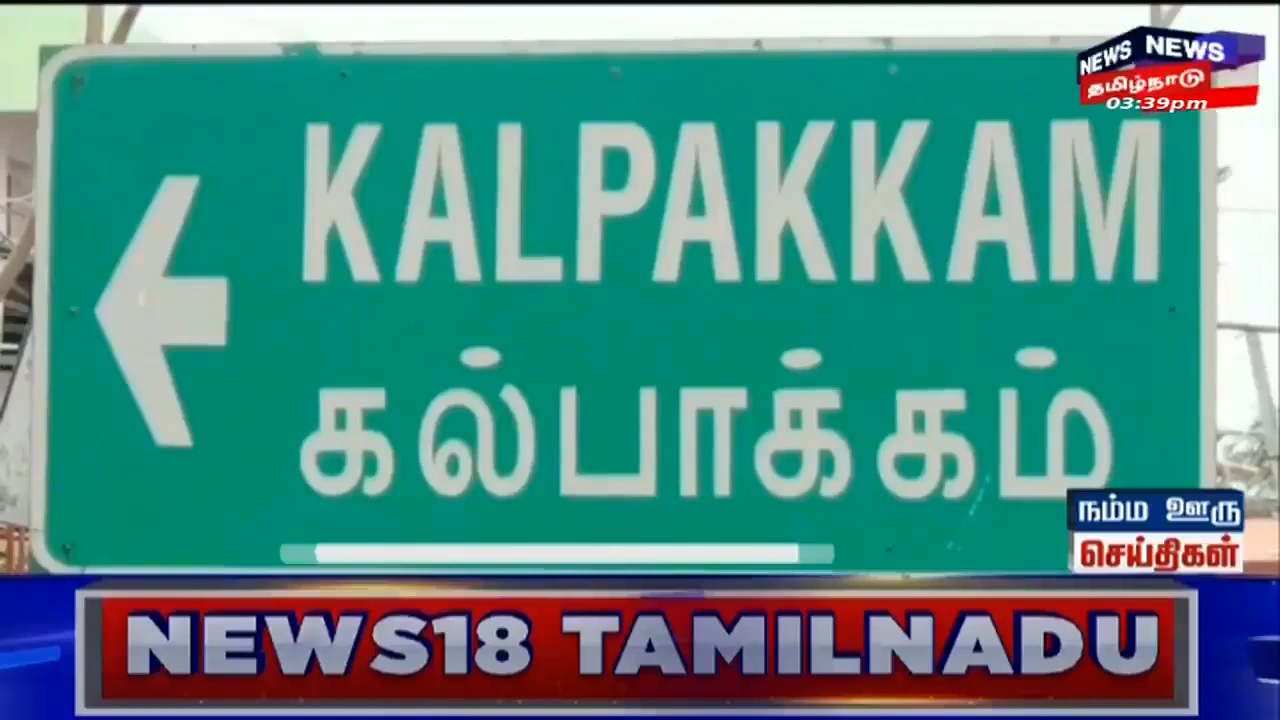 KALPAKKAM
கல்பாக்கம்
NEWS NEWS
தமிழ்நாடு
03:39pm
நம்ம ஊரு
செய்திகள்
NEWS18 TAMILNADU